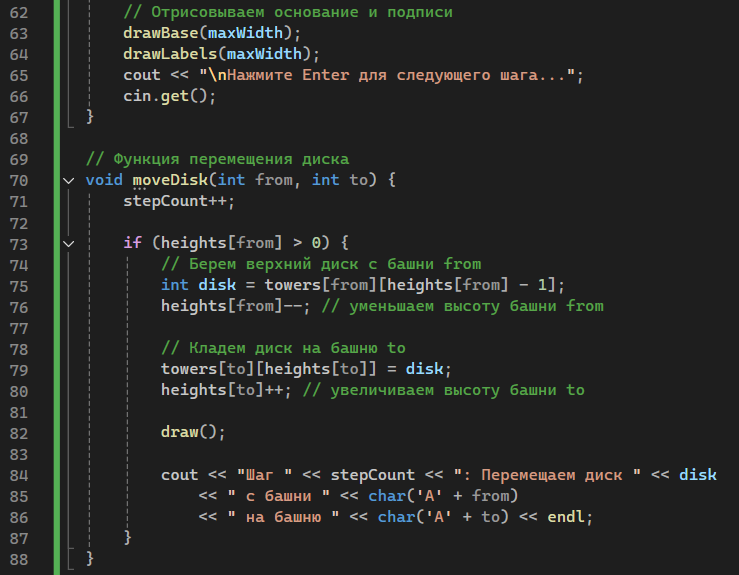 62 // Отрисовываем основание и подписи
63 drawBase(maxWidth);
64 drawLabels(maxWidth);
65 cout << "\nНажмите Enter для следующего шага...";
66 cin.get();
67 }
68
69 // Функция перемещения диска
70 void moveDisk(int from, int to) {
71 stepCount++;
72
73 if (heights[from] > 0) {
74 // Берем верхний диск с башни from
75 int disk = towers[from][heights[from] - 1];
76 heights[from]--; // уменьшаем высоту башни from
77
78 // Кладем диск на башню to
79 towers[to][heights[to]] = disk;
80 heights[to]++; // увеличиваем высоту башни to
81
82 draw();
83
84 cout << "Шаг " << stepCount << ": Перемещаем диск " << disk
85 << " с башни " << char('A' + from)
86 << " на башню " << char('A' + to) << endl;
87 }
88 }